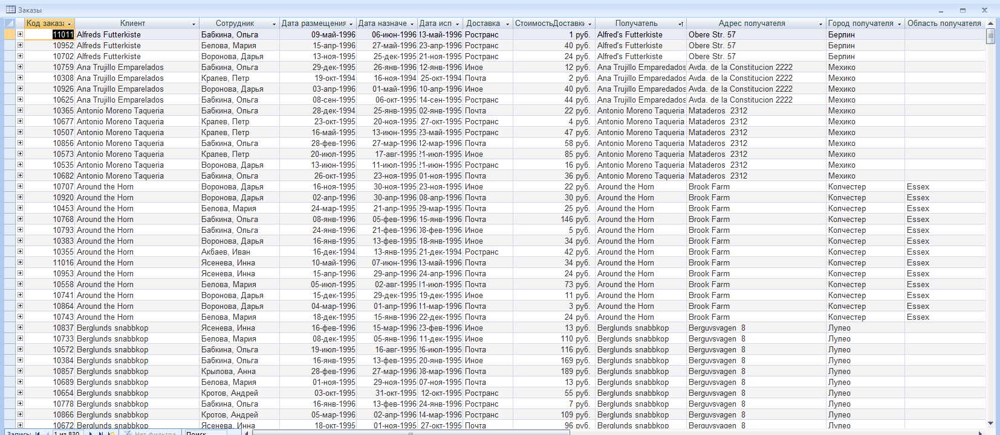 Заказы
Код заказа Клиент Сотрудник Дата размещения Дата назначе Дата исп Доставка СтоимостьДоставки Получатель Адрес получателя Город получателя Область получателя
11011 Alfreds Futterkiste Бабкина, Ольга 09-май-1996 06-июн-1996 13-май-1996 Ространс 1 руб. Alfred's Futterkiste Obere Str. 57 Берлин
10952 Alfreds Futterkiste Белова, Мария 15-апр-1996 27-май-1996 23-апр-1996 Ространс 40 руб. Alfred's Futterkiste Obere Str. 57 Берлин
10702 Alfreds Futterkiste Воронова, Дарья 13-ноя-1995 25-дек-1995 21-ноя-1995 Ространс 24 руб. Alfred's Futterkiste Obere Str. 57 Берлин
10759 Ana Trujillo Emparelados Бабкина, Ольга 29-дек-1995 26-янв-1996 12-янв-1996 Иное 12 руб. Ana Trujillo Emparedados Avda. de la Constitucion 2222 Мехико
10308 Ana Trujillo Emparelados Кралев, Петр 19-окт-1994 16-ноя-1994 25-окт-1994 Почта 2 руб. Ana Trujillo Emparedados Avda. de la Constitucion 2222 Мехико
10926 Ana Trujillo Emparelados Воронова, Дарья 03-апр-1996 01-май-1996 10-апр-1996 Иное 40 руб. Ana Trujillo Emparedados Avda. de la Constitucion 2222 Мехико
10625 Ana Trujillo Emparelados Бабкина, Ольга 08-сен-1995 06-окт-1995 14-сен-1995 Ространс 44 руб. Ana Trujillo Emparedados Avda. de la Constitucion 2222 Мехико
10365 Antonio Moreno Taqueria Бабкина, Ольга 28-дек-1994 25-янв-1995 02-янв-1995 Почта 22 руб. Antonio Moreno Taqueria Mataderos 2312 Мехико
10677 Antonio Moreno Taqueria Кралев, Петр 23-окт-1995 20-ноя-1995 27-окт-1995 Почта 4 руб. Antonio Moreno Taqueria Mataderos 2312 Мехико
10507 Antonio Moreno Taqueria Кралев, Петр 16-май-1995 13-июн-1995 23-май-1995 Ространс 47 руб. Antonio Moreno Taqueria Mataderos 2312 Мехико
10856 Antonio Moreno Taqueria Бабкина, Ольга 28-фев-1996 27-мар-1996 12-мар-1996 Почта 58 руб. Antonio Moreno Taqueria Mataderos 2312 Мехико
10573 Antonio Moreno Taqueria Кралев, Петр 20-июл-1995 17-авг-1995 21-июл-1995 Иное 85 руб. Antonio Moreno Taqueria Mataderos 2312 Мехико
10535 Antonio Moreno Taqueria Воронова, Дарья 13-июн-1995 11-июл-1995 21-июн-1995 Ространс 16 руб. Antonio Moreno Taqueria Mataderos 2312 Мехико
10682 Antonio Moreno Taqueria Бабкина, Ольга 26-окт-1995 23-ноя-1995 01-ноя-1995 Почта 36 руб. Antonio Moreno Taqueria Mataderos 2312 Мехико
10707 Around the Horn Воронова, Дарья 16-ноя-1995 30-ноя-1995 23-ноя-1995 Иное 22 руб. Around the Horn Brook Farm Колчестер Essex
10920 Around the Horn Воронова, Дарья 02-апр-1996 30-апр-1996 08-апр-1996 Почта 30 руб. Around the Horn Brook Farm Колчестер Essex
10453 Around the Horn Белова, Мария 24-мар-1995 21-апр-1995 29-мар-1995 Почта 25 руб. Around the Horn Brook Farm Колчестер Essex
10768 Around the Horn Бабкина, Ольга 08-янв-1996 05-фев-1996 15-янв-1996 Почта 146 руб. Around the Horn Brook Farm Колчестер Essex
10793 Around the Horn Бабкина, Ольга 24-янв-1996 21-фев-1996 08-фев-1996 Иное 5 руб. Around the Horn Brook Farm Колчестер Essex
10383 Around the Horn Воронова, Дарья 16-янв-1995 13-фев-1995 18-янв-1995 Иное 34 руб. Around the Horn Brook Farm Колчестер Essex
10355 Around the Horn Акбаев, Иван 16-дек-1994 13-янв-1995 21-дек-1994 Ространс 42 руб. Around the Horn Brook Farm Колчестер Essex
11016 Around the Horn Ясенева, Инна 10-май-1996 07-июн-1996 13-май-1996 Почта 34 руб. Around the Horn Brook Farm Колчестер Essex
10953 Around the Horn Ясенева, Инна 15-апр-1996 29-апр-1996 24-апр-1996 Почта 24 руб. Around the Horn Brook Farm Колчестер Essex
10558 Around the Horn Белова, Мария 05-июл-1995 02-авг-1995 11-июл-1995 Почта 73 руб. Around the Horn Brook Farm Колчестер Essex
10741 Around the Horn Воронова, Дарья 15-дек-1995 29-дек-1995 19-дек-1995 Иное 11 руб. Around the Horn Brook Farm Колчестер Essex
10864 Around the Horn Воронова, Дарья 04-мар-1996 01-апр-1996 11-мар-1996 Почта 3 руб. Around the Horn Brook Farm Колчестер Essex
10743 Around the Horn Белова, Мария 18-дек-1995 15-янв-1996 22-дек-1995 Почта 24 руб. Around the Horn Brook Farm Колчестер Essex
10837 Berglunds snabbkop Ясенева, Инна 16-фев-1996 15-мар-1996 23-фев-1996 Иное 13 руб. Berglunds snabbkop Berguvsvagen 8 Лулео
10733 Berglunds snabbkop Белова, Мария 08-дек-1995 05-янв-1996 11-дек-1995 Иное 110 руб. Berglunds snabbkop Berguvsvagen 8 Лулео
10572 Berglunds snabbkop Бабкина, Ольга 19-июл-1995 16-авг-1995 26-июл-1995 Почта 116 руб. Berglunds snabbkop Berguvsvagen 8 Лулео
10384 Berglunds snabbkop Бабкина, Ольга 16-янв-1995 13-фев-1995 20-янв-1995 Иное 169 руб. Berglunds snabbkop Berguvsvagen 8 Лулео
10857 Berglunds snabbkop Крылова, Анна 28-фев-1996 27-мар-1996 08-мар-1996 Почта 189 руб. Berglunds snabbkop Berguvsvagen 8 Лулео
10689 Berglunds snabbkop Белова, Мария 01-ноя-1995 29-ноя-1995 07-ноя-1995 Почта 13 руб. Berglunds snabbkop Berguvsvagen 8 Лулео
10654 Berglunds snabbkop Кротов, Андрей 03-окт-1995 31-окт-1995 12-окт-1995 Ространс 55 руб. Berglunds snabbkop Berguvsvagen 8 Лулео
10778 Berglunds snabbkop Бабкина, Ольга 16-янв-1996 13-фев-1996 24-янв-1996 Ространс 7 руб. Berglunds snabbkop Berguvsvagen 8 Лулео
10866 Berglunds snabbkop Кротов, Андрей 05-мар-1996 02-апр-1996 14-мар-1996 Ространс 109 руб. Berglunds snabbkop Berguvsvagen 8 Лулео
10672 Berglunds snabbkop Ясенева, Инна 18-окт-1995 01-ноя-1995 27-окт-1995 Почта 96 руб. Berglunds snabbkop Berguvsvagen 8 Лулео
Запись: 1 из 830 Нет фильтра Поиск